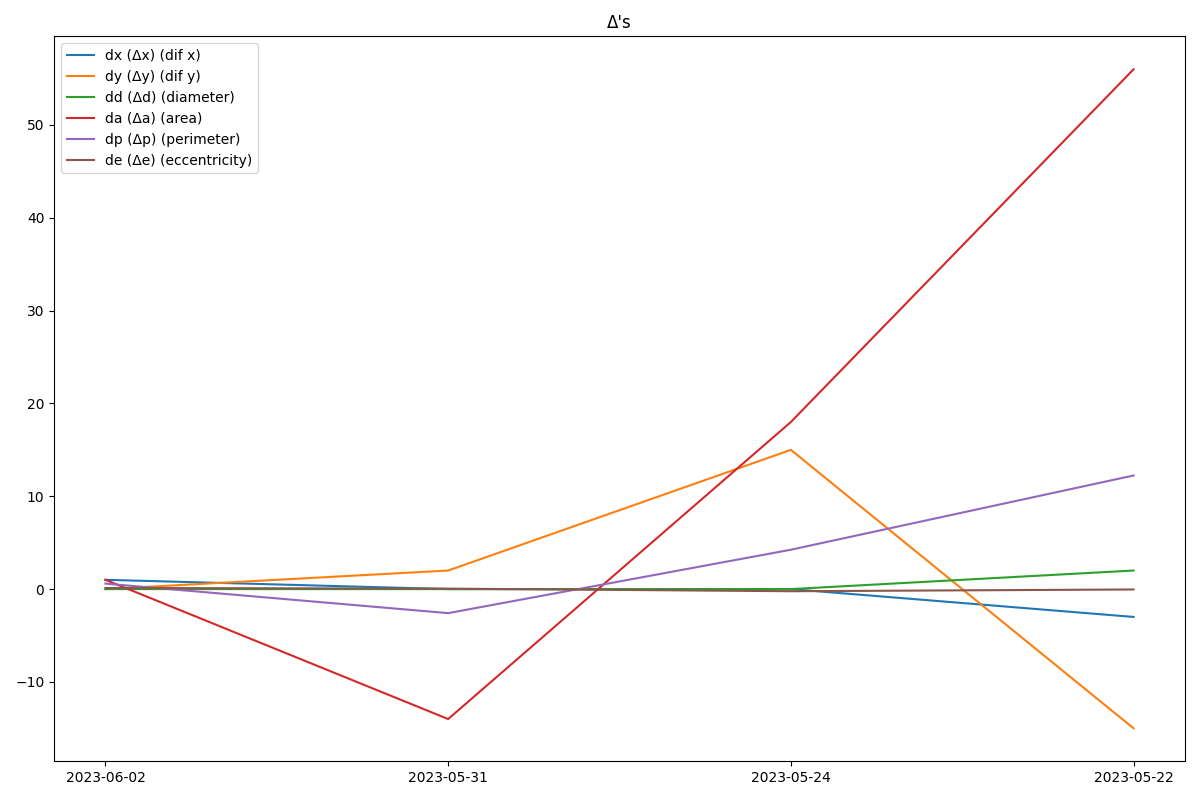 Δ's
dx (Δx) (dif x)
dy (Δy) (dif y)
dd (Δd) (diameter)
da (Δa) (area)
dp (Δp) (perimeter)
de (Δe) (eccentricity)
50
40
30
20
10
0
−10
2023-06-02 2023-05-31 2023-05-24 2023-05-22